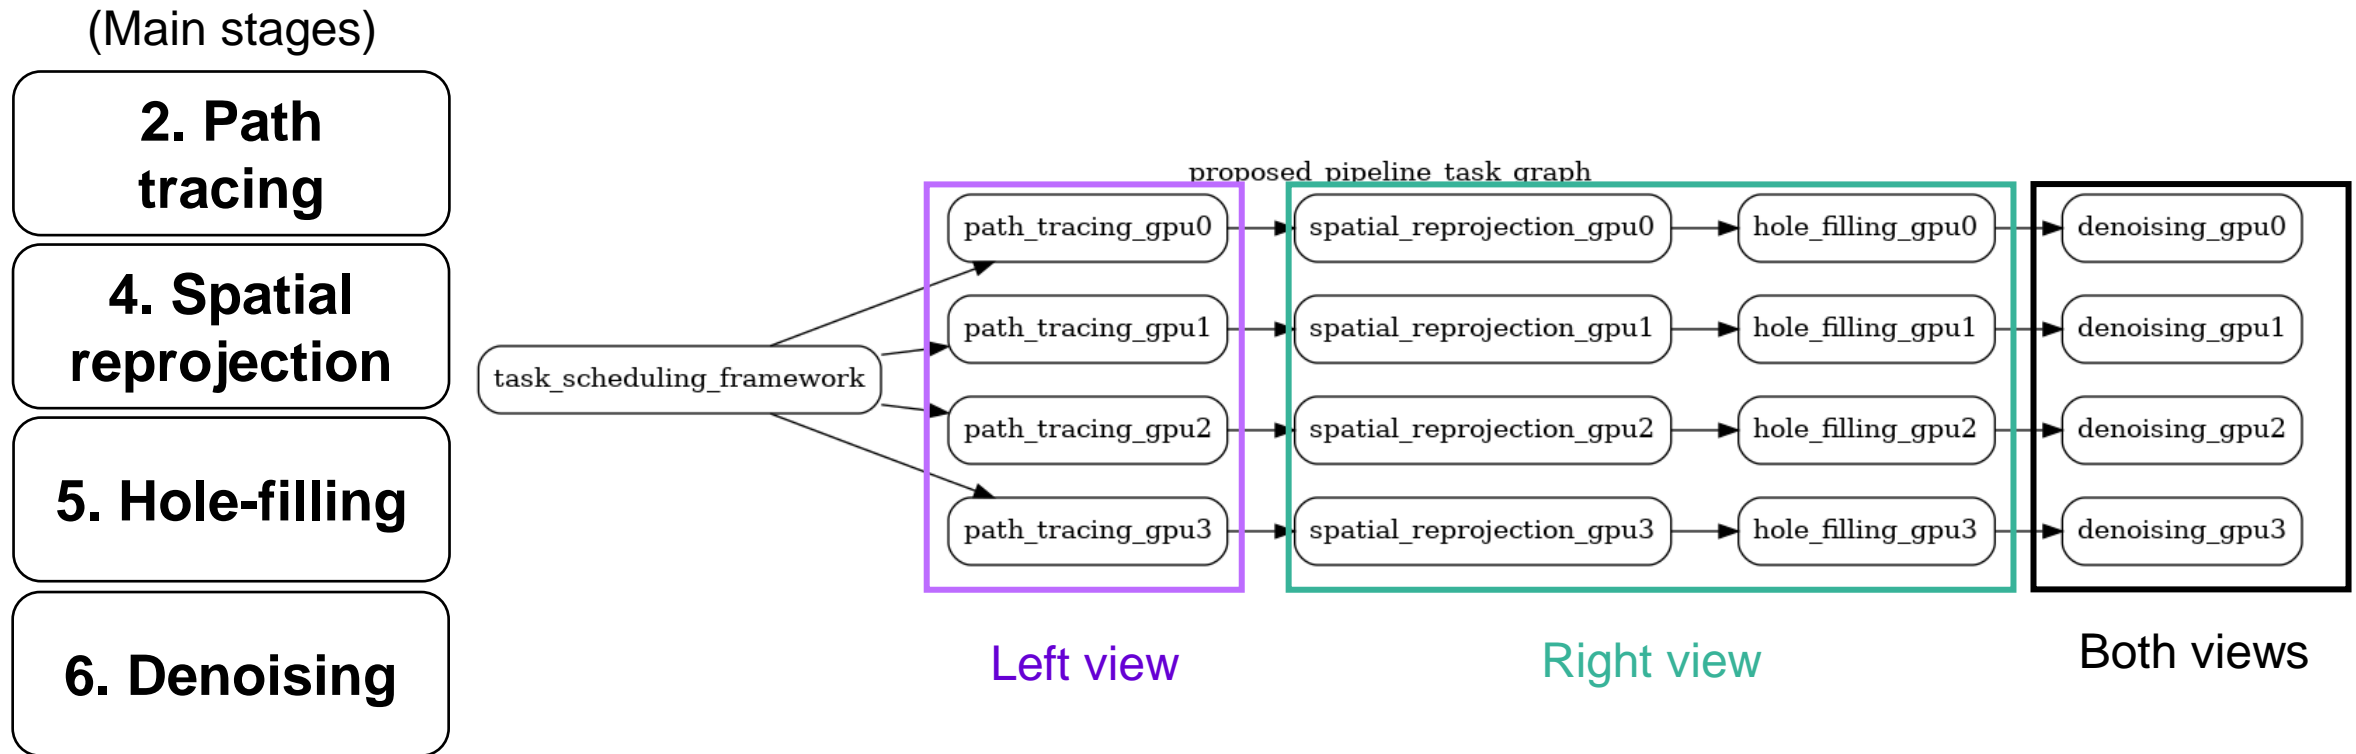 (Main stages)
2. Path
tracing
4. Spatial
reprojection
5. Hole-filling
6. Denoising
proposed_pipeline_task_graph
task_scheduling_framework
path_tracing_gpu0
spatial_reprojection_gpu0
hole_filling_gpu0
denoising_gpu0
path_tracing_gpu1
spatial_reprojection_gpu1
hole_filling_gpu1
denoising_gpu1
path_tracing_gpu2
spatial_reprojection_gpu2
hole_filling_gpu2
denoising_gpu2
path_tracing_gpu3
spatial_reprojection_gpu3
hole_filling_gpu3
denoising_gpu3
Left view
Right view
Both views